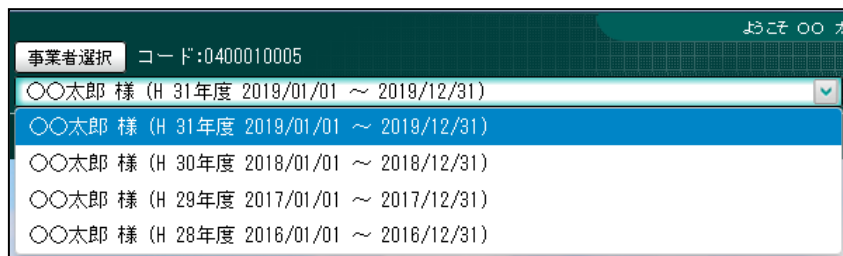 ようこそ ○○ 太
事業者選択 コード:0400010005
○○太郎 様 (H 31年度 2019/01/01 ～ 2019/12/31)
○○太郎 様 (H 31年度 2019/01/01 ～ 2019/12/31)
○○太郎 様 (H 30年度 2018/01/01 ～ 2018/12/31)
○○太郎 様 (H 29年度 2017/01/01 ～ 2017/12/31)
○○太郎 様 (H 28年度 2016/01/01 ～ 2016/12/31)